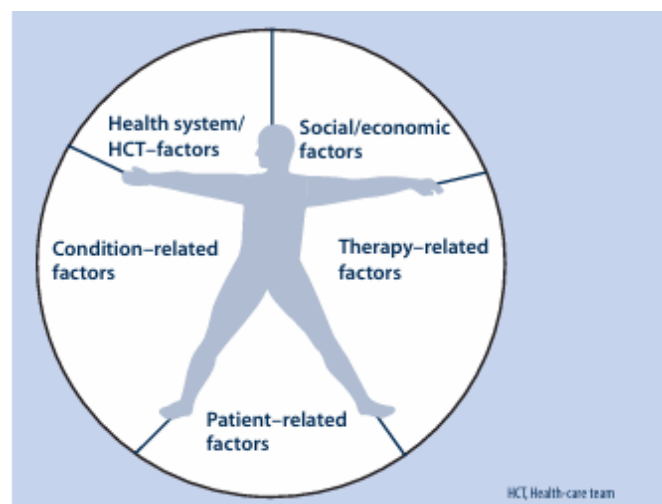 Health system/
HCT–factors
Social/economic
factors
Condition–related
factors
Therapy–related
factors
Patient–related
factors
HCT, Health-care team